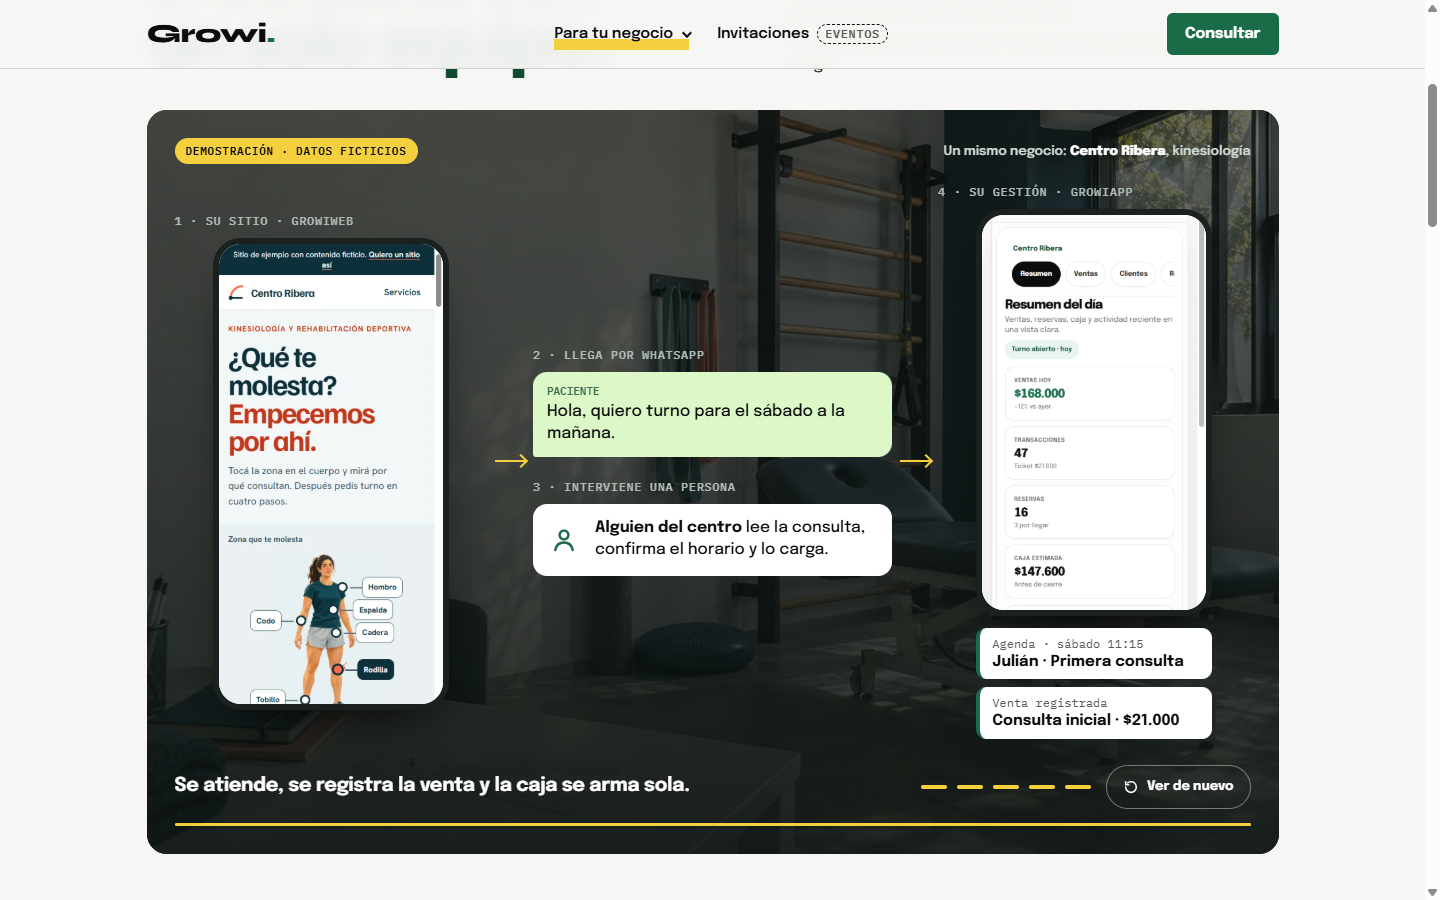 Growi.
Para tu negocio
Invitaciones
EVENTOS
Consultar
DEMOSTRACIÓN · DATOS FICTICIOS
Un mismo negocio: Centro Ribera, kinesiología
1 · SU SITIO · GROWIWEB
Sitio de ejemplo con contenido ficticio. Quiero un sitio
así
Centro Ribera
Servicios
KINESIOLOGÍA Y REHABILITACIÓN DEPORTIVA
¿Qué te
molesta?
Empecemos
por ahí.
Tocá la zona en el cuerpo y mirá por
qué consultan. Después pedís turno en
cuatro pasos.
Zona que te molesta
Hombro
Espalda
Codo
Cadera
Rodilla
Tobillo
2 · LLEGA POR WHATSAPP
PACIENTE
Hola, quiero turno para el sábado a la
mañana.
3 · INTERVIENE UNA PERSONA
Alguien del centro lee la consulta,
confirma el horario y lo carga.
4 · SU GESTIÓN · GROWIAPP
Centro Ribera
Resumen
Ventas
Clientes
Resumen del día
Ventas, reservas, caja y actividad reciente en
una vista clara.
Turno abierto · hoy
VENTAS HOY
$168.000
+12% vs ayer
TRANSACCIONES
47
Ticket $21.000
RESERVAS
16
3 por llegar
CAJA ESTIMADA
$147.600
Antes de cierre
Agenda · sábado 11:15
Julián · Primera consulta
Venta registrada
Consulta inicial · $21.000
Se atiende, se registra la venta y la caja se arma sola.
Ver de nuevo